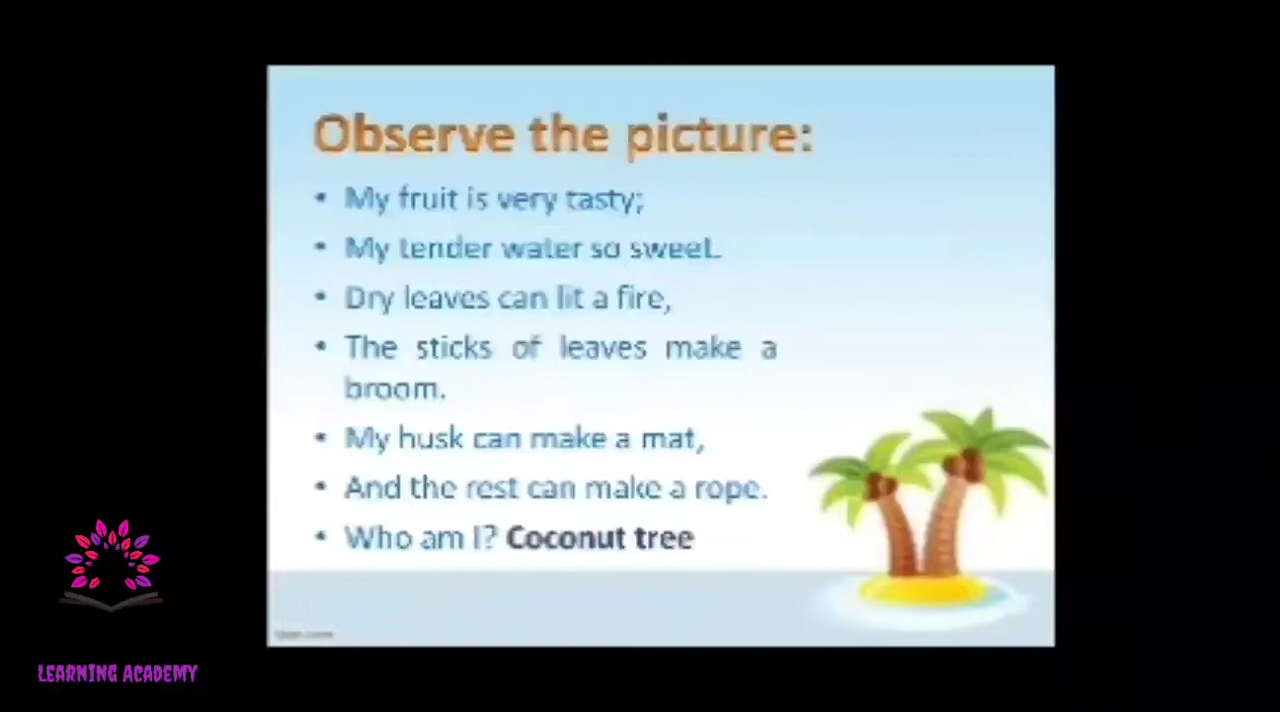 Observe the picture:
• My fruit is very tasty;
• My tender water so sweet.
• Dry leaves can lit a fire,
• The sticks of leaves make a
broom.
• My husk can make a mat,
• And the rest can make a rope.
• Who am I? Coconut tree
LEARNING ACADEMY